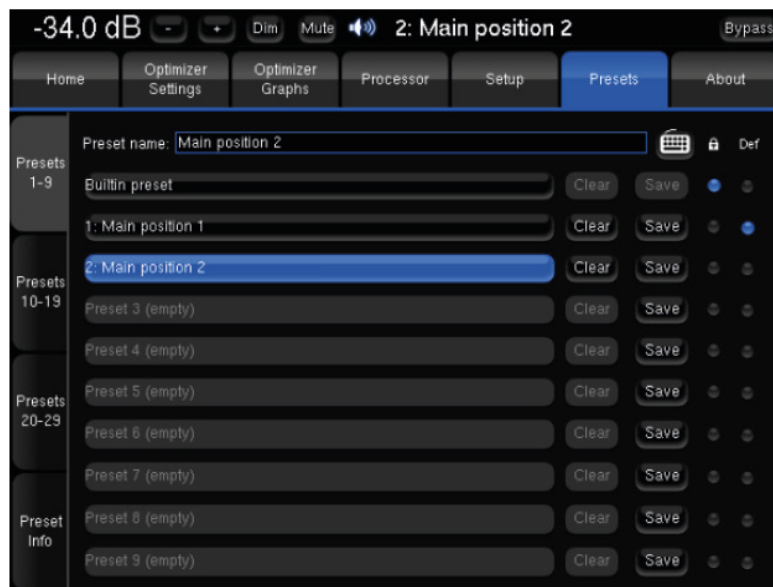 -34.0 dB - + Dim Mute 2: Main position 2 Bypass
Home Optimizer Settings Optimizer Graphs Processor Setup Presets About
Presets 1-9
Preset name: Main position 2 Def
Builtin preset Clear Save
1: Main position 1 Clear Save
2: Main position 2 Clear Save
Presets 10-19
Preset 3 (empty) Clear Save
Preset 4 (empty) Clear Save
Preset 5 (empty) Clear Save
Presets 20-29
Preset 6 (empty) Clear Save
Preset 7 (empty) Clear Save
Preset Info
Preset 8 (empty) Clear Save
Preset 9 (empty) Clear Save